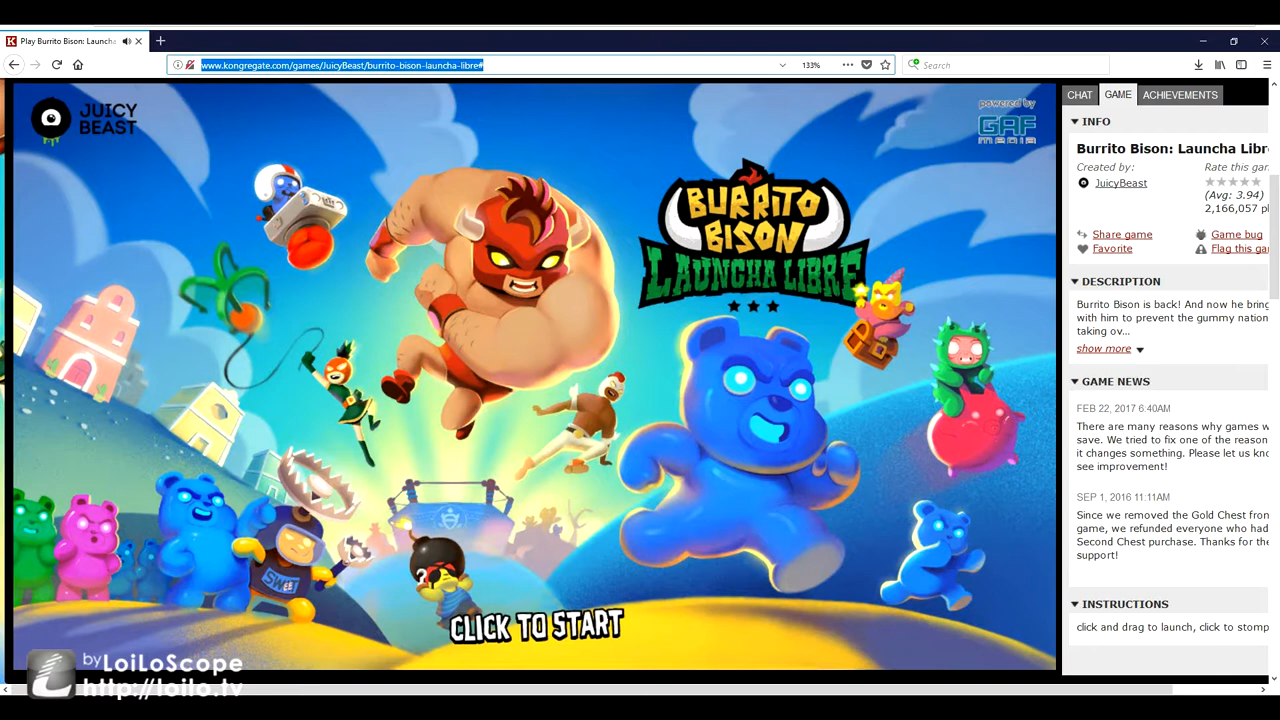 Play Burrito Bison: Launcha
www.kongregate.com/games/JuicyBeast/burrito-bison-launcha-libre#
133%
Search
JUICY
BEAST
powered by
GAF
MEDIA
BURRITO
BISON
LAUNCHA LIBRE
SWEET
CLICK TO START
by LoiLoScope
http://loilo.tv
CHAT
GAME
ACHIEVEMENTS
INFO
Burrito Bison: Launcha Libr
Created by:
JuicyBeast
Rate this gam
(Avg: 3.94)
2,166,057 pl
Share game
Game bug
Favorite
Flag this gam
DESCRIPTION
Burrito Bison is back! And now he bring
with him to prevent the gummy nation
taking ov...
show more
GAME NEWS
FEB 22, 2017 6:40AM
There are many reasons why games w
save. We tried to fix one of the reason
it changes something. Please let us kno
see improvement!
SEP 1, 2016 11:11AM
Since we removed the Gold Chest from
game, we refunded everyone who had
Second Chest purchase. Thanks for the
support!
INSTRUCTIONS
click and drag to launch, click to stomp